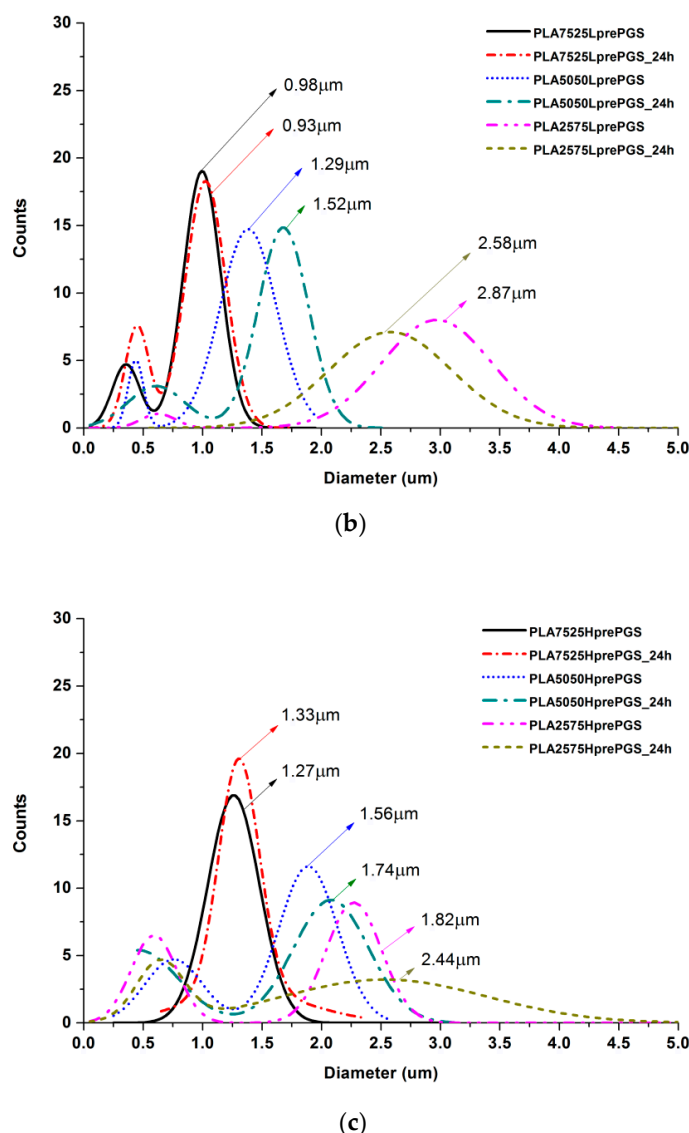 30
25
20
15
10
5
0
Counts
0.0 0.5 1.0 1.5 2.0 2.5 3.0 3.5 4.0 4.5 5.0
Diameter (um)
PLA7525LprePGS
PLA7525LprePGS_24h
PLA5050LprePGS
PLA5050LprePGS_24h
PLA2575LprePGS
PLA2575LprePGS_24h
0.98μm
0.93μm
1.29μm
1.52μm
2.58μm
2.87μm
(b)
30
25
20
15
10
5
0
Counts
0.0 0.5 1.0 1.5 2.0 2.5 3.0 3.5 4.0 4.5 5.0
Diameter (um)
PLA7525HprePGS
PLA7525HprePGS_24h
PLA5050HprePGS
PLA5050HprePGS_24h
PLA2575HprePGS
PLA2575HprePGS_24h
1.33μm
1.27μm
1.56μm
1.74μm
1.82μm
2.44μm
(c)